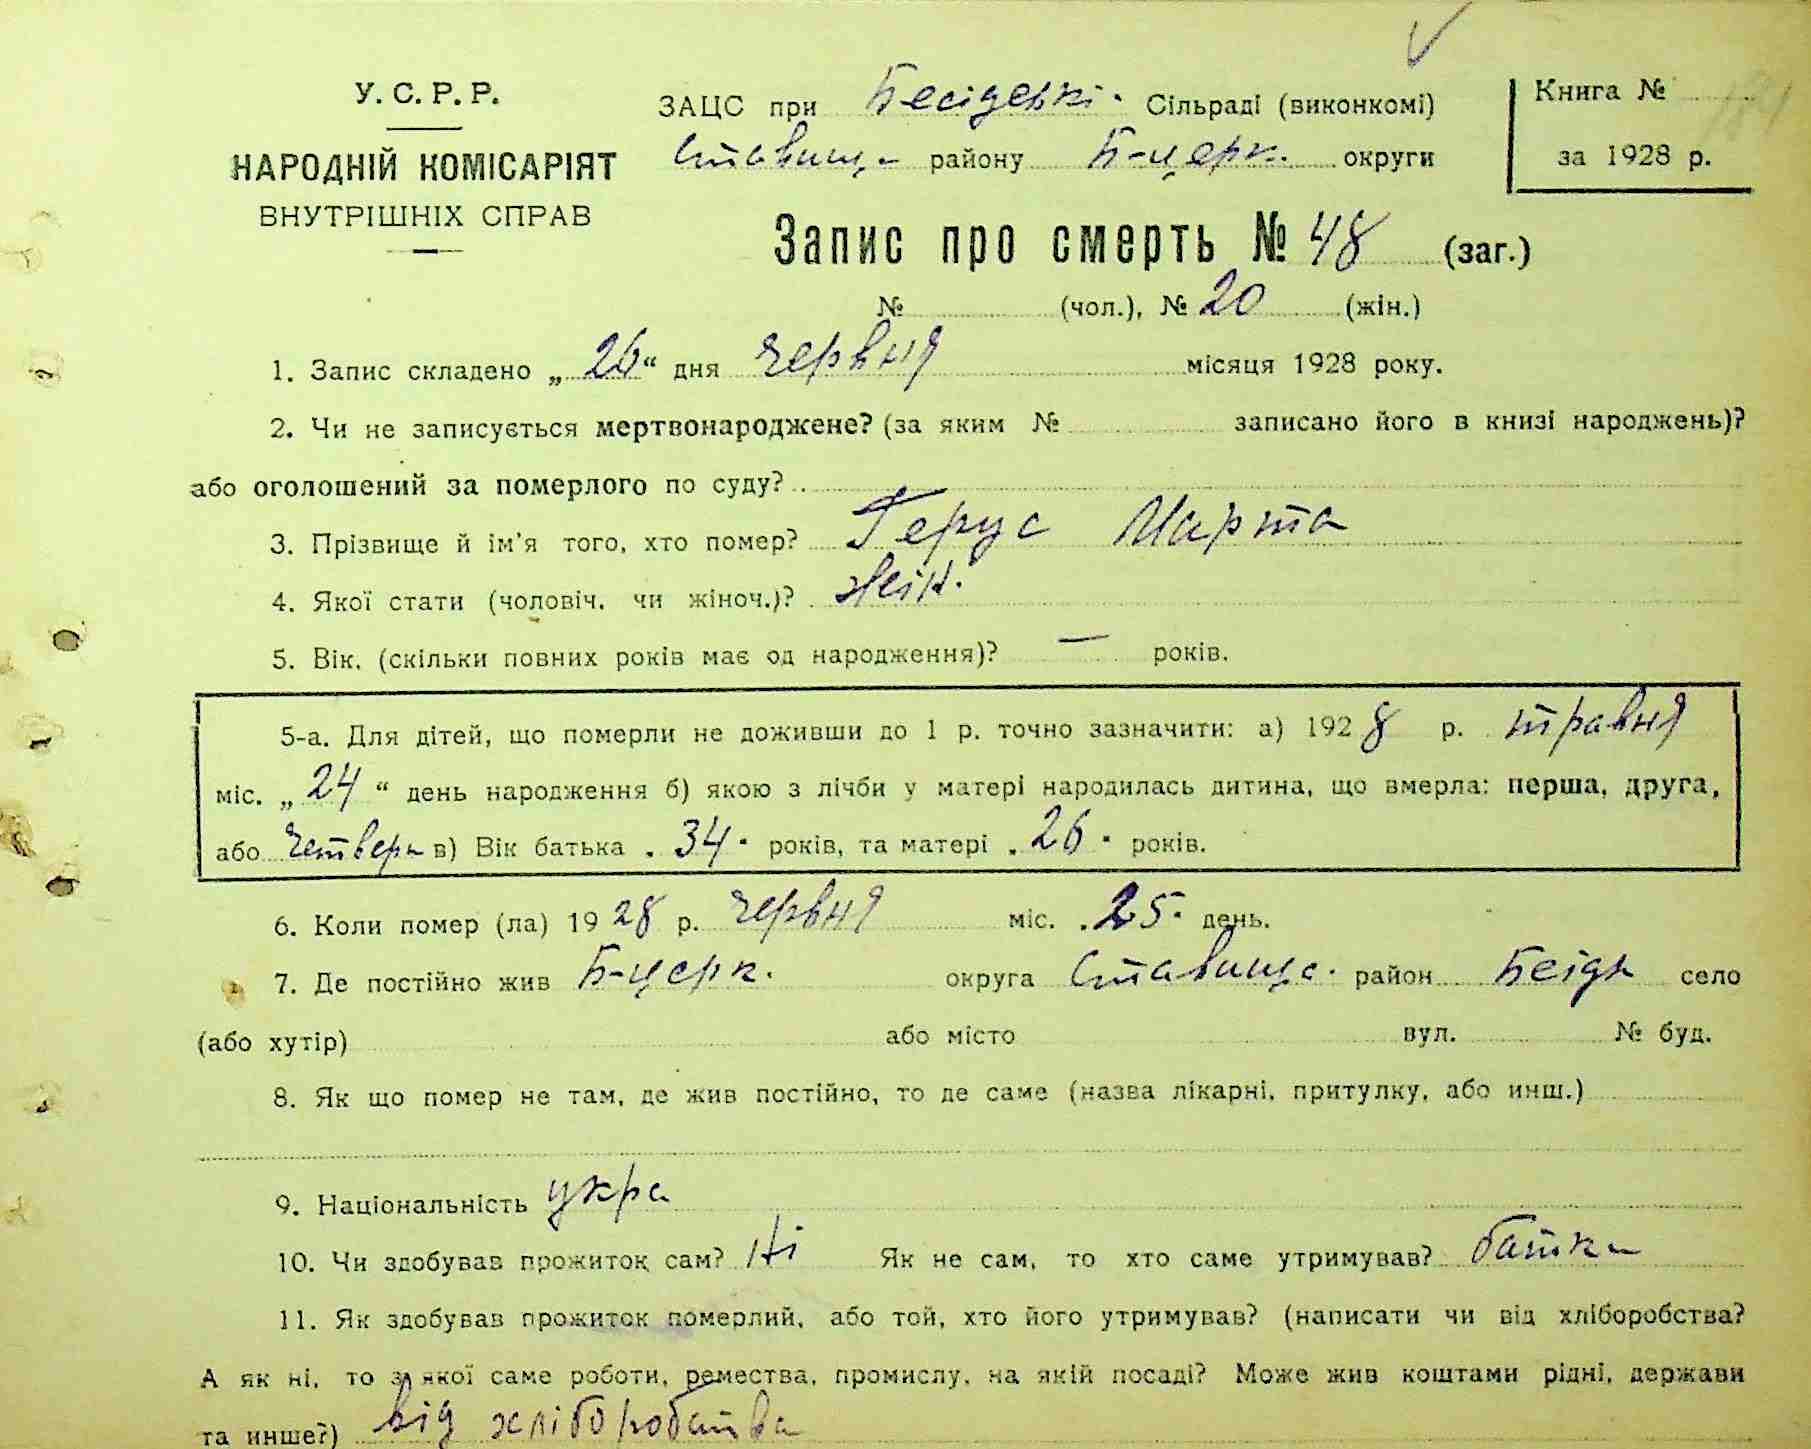 У. С. Р. Р.
НАРОДНІЙ КОМІСАРІЯТ
ВНУТРІШНІХ СПРАВ
ЗАЦС при Бесідські. Сільраді (виконкомі)
Ставище району Б-церк. округи
Книга №
за 1928 р.
Запис про смерть № 48 (заг.)
№ (чол.), № 20 (жін.)
1. Запис складено „ 26 “ дня червня місяця 1928 року.
2. Чи не записується мертвонароджене? (за яким № записано його в книзі народжень)?
або оголошений за померлого по суду?
3. Прізвище й ім'я того, хто помер? Герус Марта
4. Якої стати (чоловіч. чи жіноч.)? жін.
5. Вік. (скільки повних років має од народження)? — років.
5-а. Для дітей, що померли не доживши до 1 р. точно зазначити: а) 1928 р. травня
міс. „ 24 “ день народження б) якою з лічби у матері народилась дитина, що вмерла: перша, друга,
або четверта в) Вік батька 34 років, та матері 26 років.
6. Коли помер (ла) 1928 р. червня міс. 25 день.
7. Де постійно жив Б-церк. округа Ставище. район село
(або хутір) або місто вул. № буд.
8. Як що помер не там, де жив постійно, то де саме (назва лікарні, притулку, або инш.)
9. Національність укра
10. Чи здобував прожиток сам? Ні Як не сам, то хто саме утримував? батьки
11. Як здобував прожиток померлий, або той, хто його утримував? (написати чи від хліборобства?
А як ні, то з якої саме роботи, ремества, промислу, на якій посаді? Може жив коштами рідні, держави
та инше?) від хліборобства